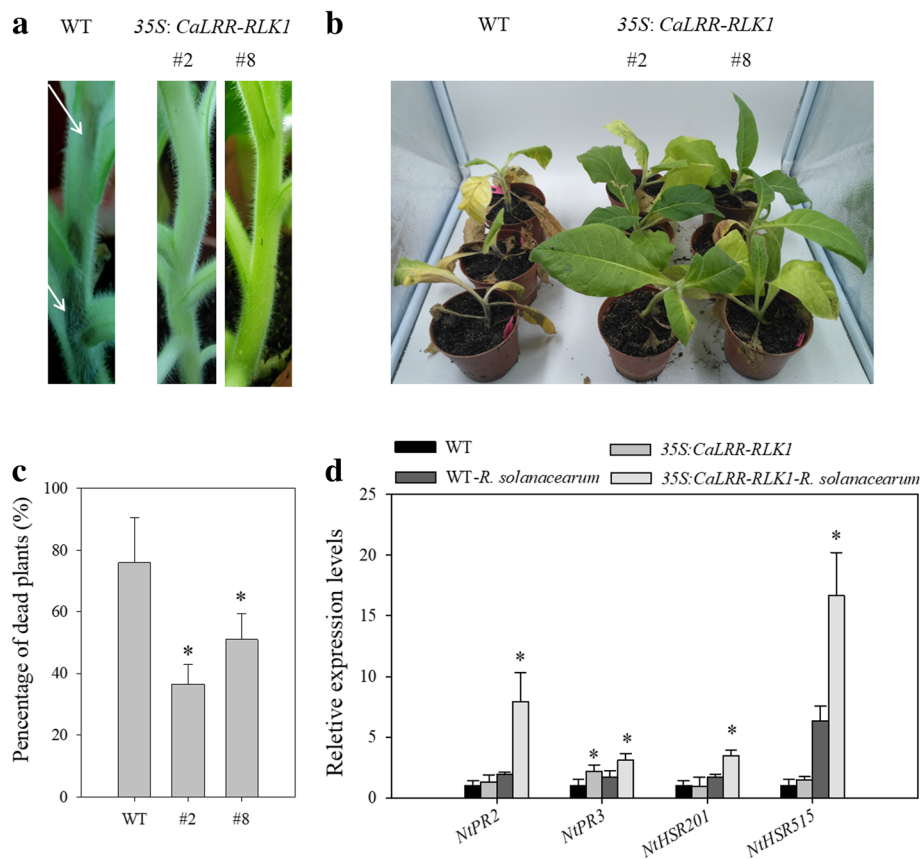 a WT 35S: CaLRR-RLK1
#2 #8
b WT 35S: CaLRR-RLK1
#2 #8
c
Pencentage of dead plants (%)
100
80
60
40
20
0
*
*
WT #2 #8
d
WT 35S:CaLRR-RLK1
WT-R. solanacearum 35S:CaLRR-RLK1-R. solanacearum
Reletive expression levels
25
20
15
10
5
0
*
* *
*
*
NtPR2 NtPR3 NtHSR201 NtHSR515